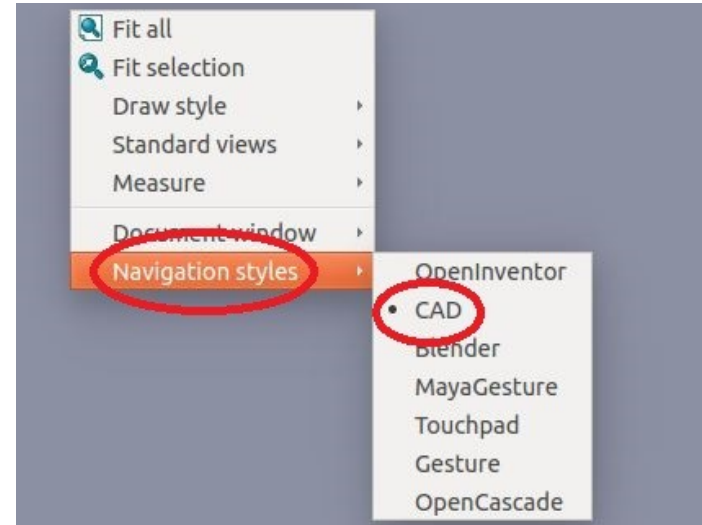 Fit all
Fit selection
Draw style
Standard views
Measure
Document window
Navigation styles
OpenInventor
CAD
Blender
MayaGesture
Touchpad
Gesture
OpenCascade